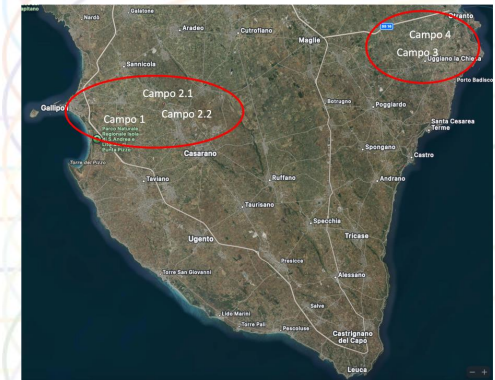 apitano
Nardò
Galatone
Aradeo
Cutrofiano
Maglie
SS 16
Otranto
Campo 4
Campo 3
Uggiano la Chiesa
Sannicola
Porto Badisco
Campo 2.1
Gallipoli
Campo 1
Campo 2.2
Botrugno
Poggiardo
Parco Naturale
Regionale Isola
di S. Andrea e
Punta Pizzo
Santa Cesarea
Terme
Casarano
Spongano
Castro
Torre del Pizzo
Taviano
Ruffano
Andrano
Taurisano
Specchia
Ugento
Tricase
Presicce
Torre San Giovanni
Alessano
Salve
Lido Marini
Torre Pali
Pescoluse
Castrignano
del Capo
Leuca
- +